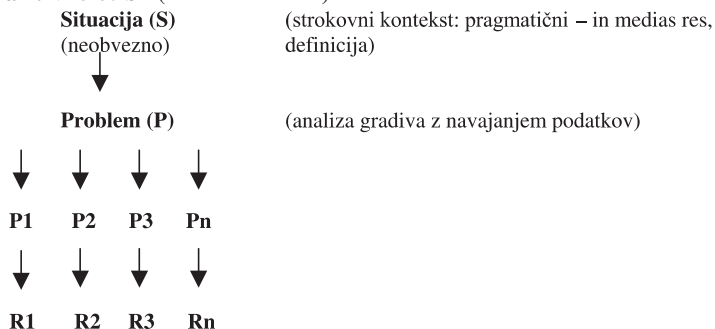 Situacija (S) (strokovni kontekst: pragmatični – in medias res,
(neobvezno) definicija)
Problem (P) (analiza gradiva z navajanjem podatkov)
P1 P2 P3 Pn
R1 R2 R3 Rn